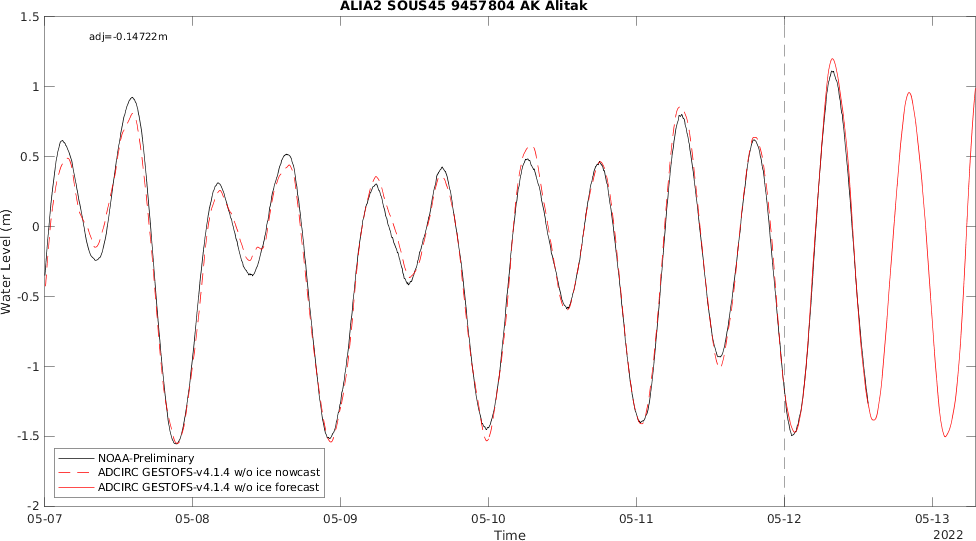 ALIA2 SOUS45 9457804 AK Alitak
adj=-0.14722m
1.5
1
0.5
0
-0.5
-1
-1.5
-2
Water Level (m)
NOAA-Preliminary
ADCIRC GESTOFS-v4.1.4 w/o ice nowcast
ADCIRC GESTOFS-v4.1.4 w/o ice forecast
05-07 05-08 05-09 05-10 05-11 05-12 05-13
Time
2022